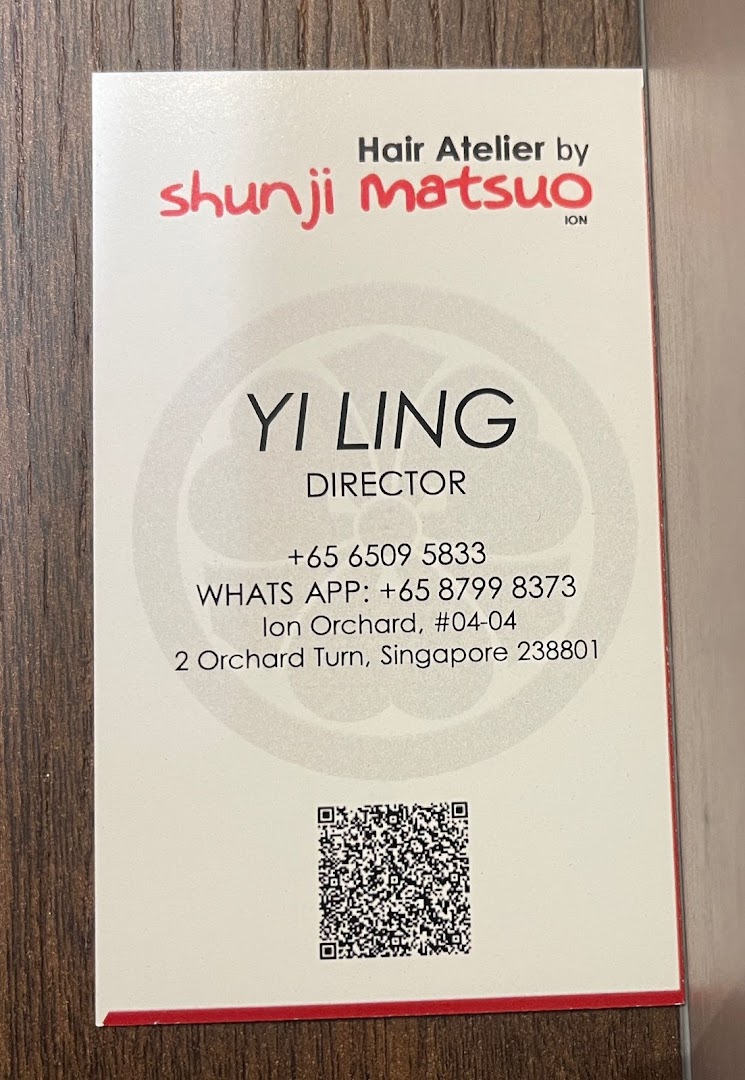 Hair Atelier by
shunji matsuo
ION
YI LING
DIRECTOR
+65 6509 5833
WHATS APP: +65 8799 8373
Ion Orchard, #04-04
2 Orchard Turn, Singapore 238801